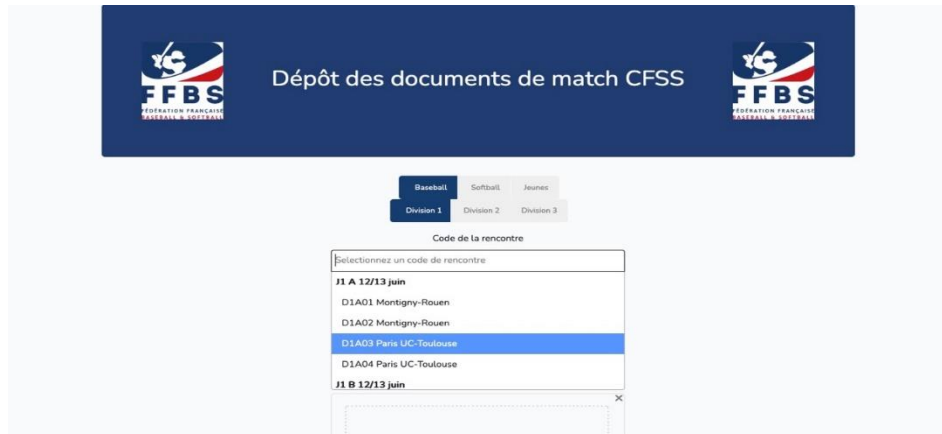 FFBS
FÉDÉRATION FRANÇAISE
BASEBALL & SOFTBALL
Dépôt des documents de match CFSS
FFBS
FÉDÉRATION FRANÇAISE
BASEBALL & SOFTBALL
Baseball Softball Jeunes
Division 1 Division 2 Division 3
Code de la rencontre
Selectionnez un code de rencontre
J1 A 12/13 juin
D1A01 Montigny-Rouen
D1A02 Montigny-Rouen
D1A03 Paris UC-Toulouse
D1A04 Paris UC-Toulouse
J1 B 12/13 juin